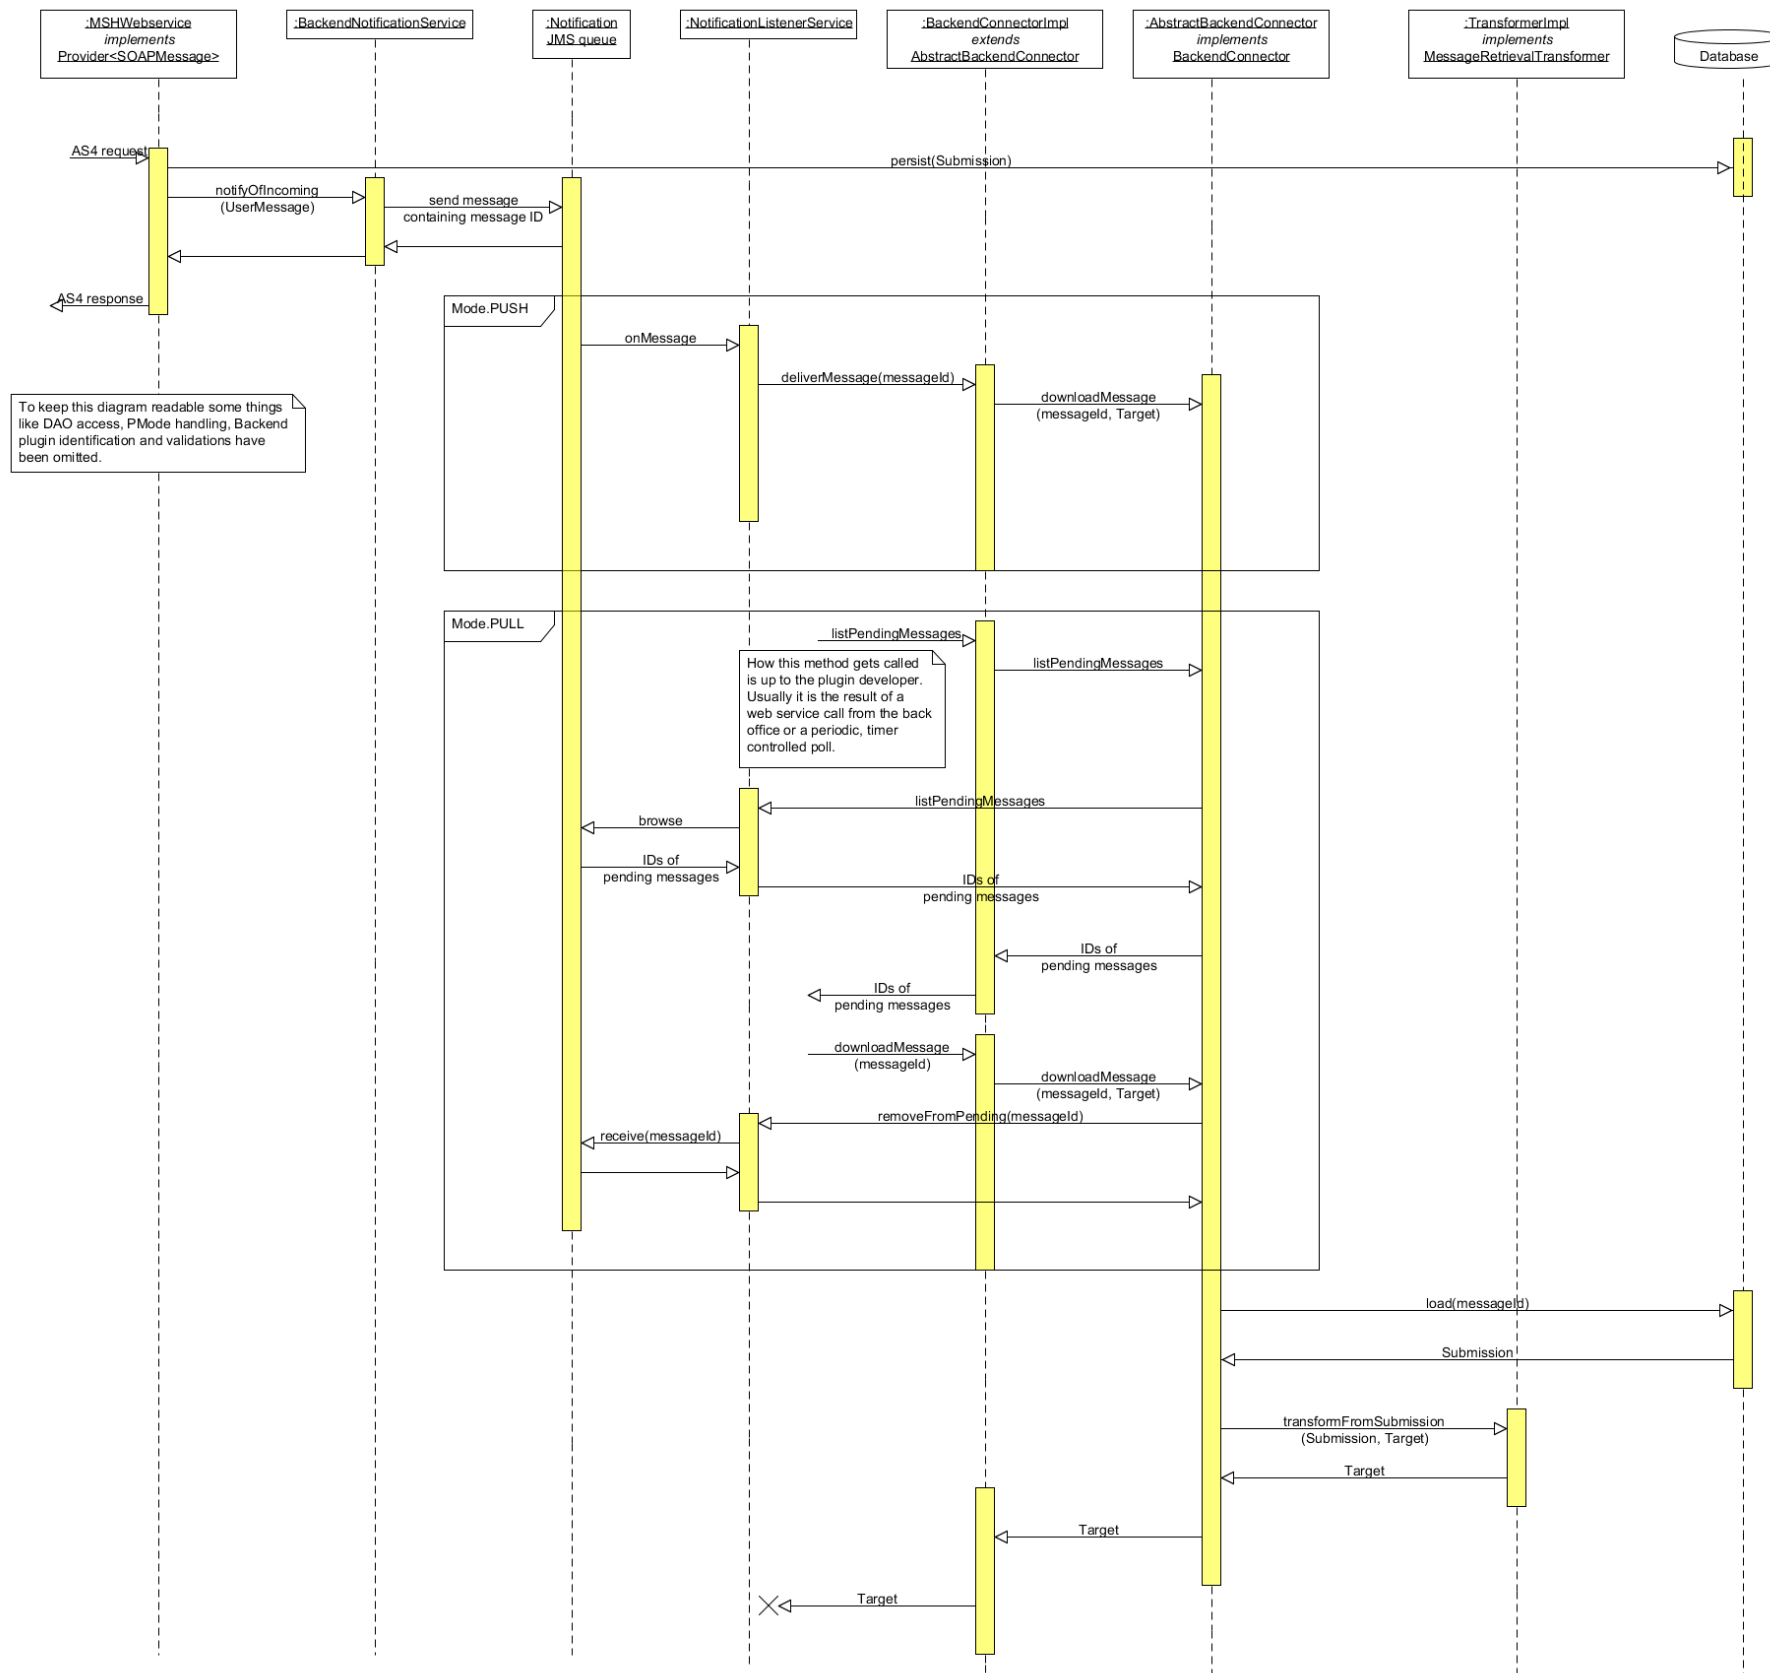 :MSHWebservice
implements
Provider<SOAPMessage>
:BackendNotificationService
:Notification
JMS queue
:NotificationListenerService
:BackendConnectorImpl
extends
AbstractBackendConnector
:AbstractBackendConnector
implements
BackendConnector
:TransformerImpl
implements
MessageRetrievalTransformer
Database
AS4 request
persist(Submission)
notifyOfIncoming
(UserMessage)
send message
containing message ID
AS4 response
Mode.PUSH
onMessage
deliverMessage(messageId)
downloadMessage
(messageId, Target)
To keep this diagram readable some things
like DAO access, PMode handling, Backend
plugin identification and validations have
been omitted.
Mode.PULL
listPendingMessages
listPendingMessages
How this method gets called
is up to the plugin developer.
Usually it is the result of a
web service call from the back
office or a periodic, timer
controlled poll.
listPendingMessages
browse
IDs of
pending messages
IDs of
pending messages
IDs of
pending messages
IDs of
pending messages
downloadMessage
(messageId)
downloadMessage
(messageId, Target)
removeFromPending(messageId)
receive(messageId)
load(messageId)
Submission
transformFromSubmission
(Submission, Target)
Target
Target
Target